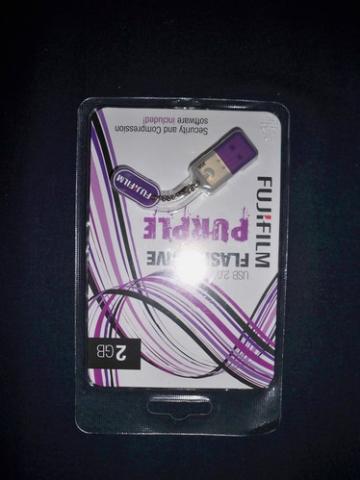 FUJIFILM
USB 2.0
FLASH DRIVE
PURPLE
2GB
FUJIFILM
Security and Compression
software included!